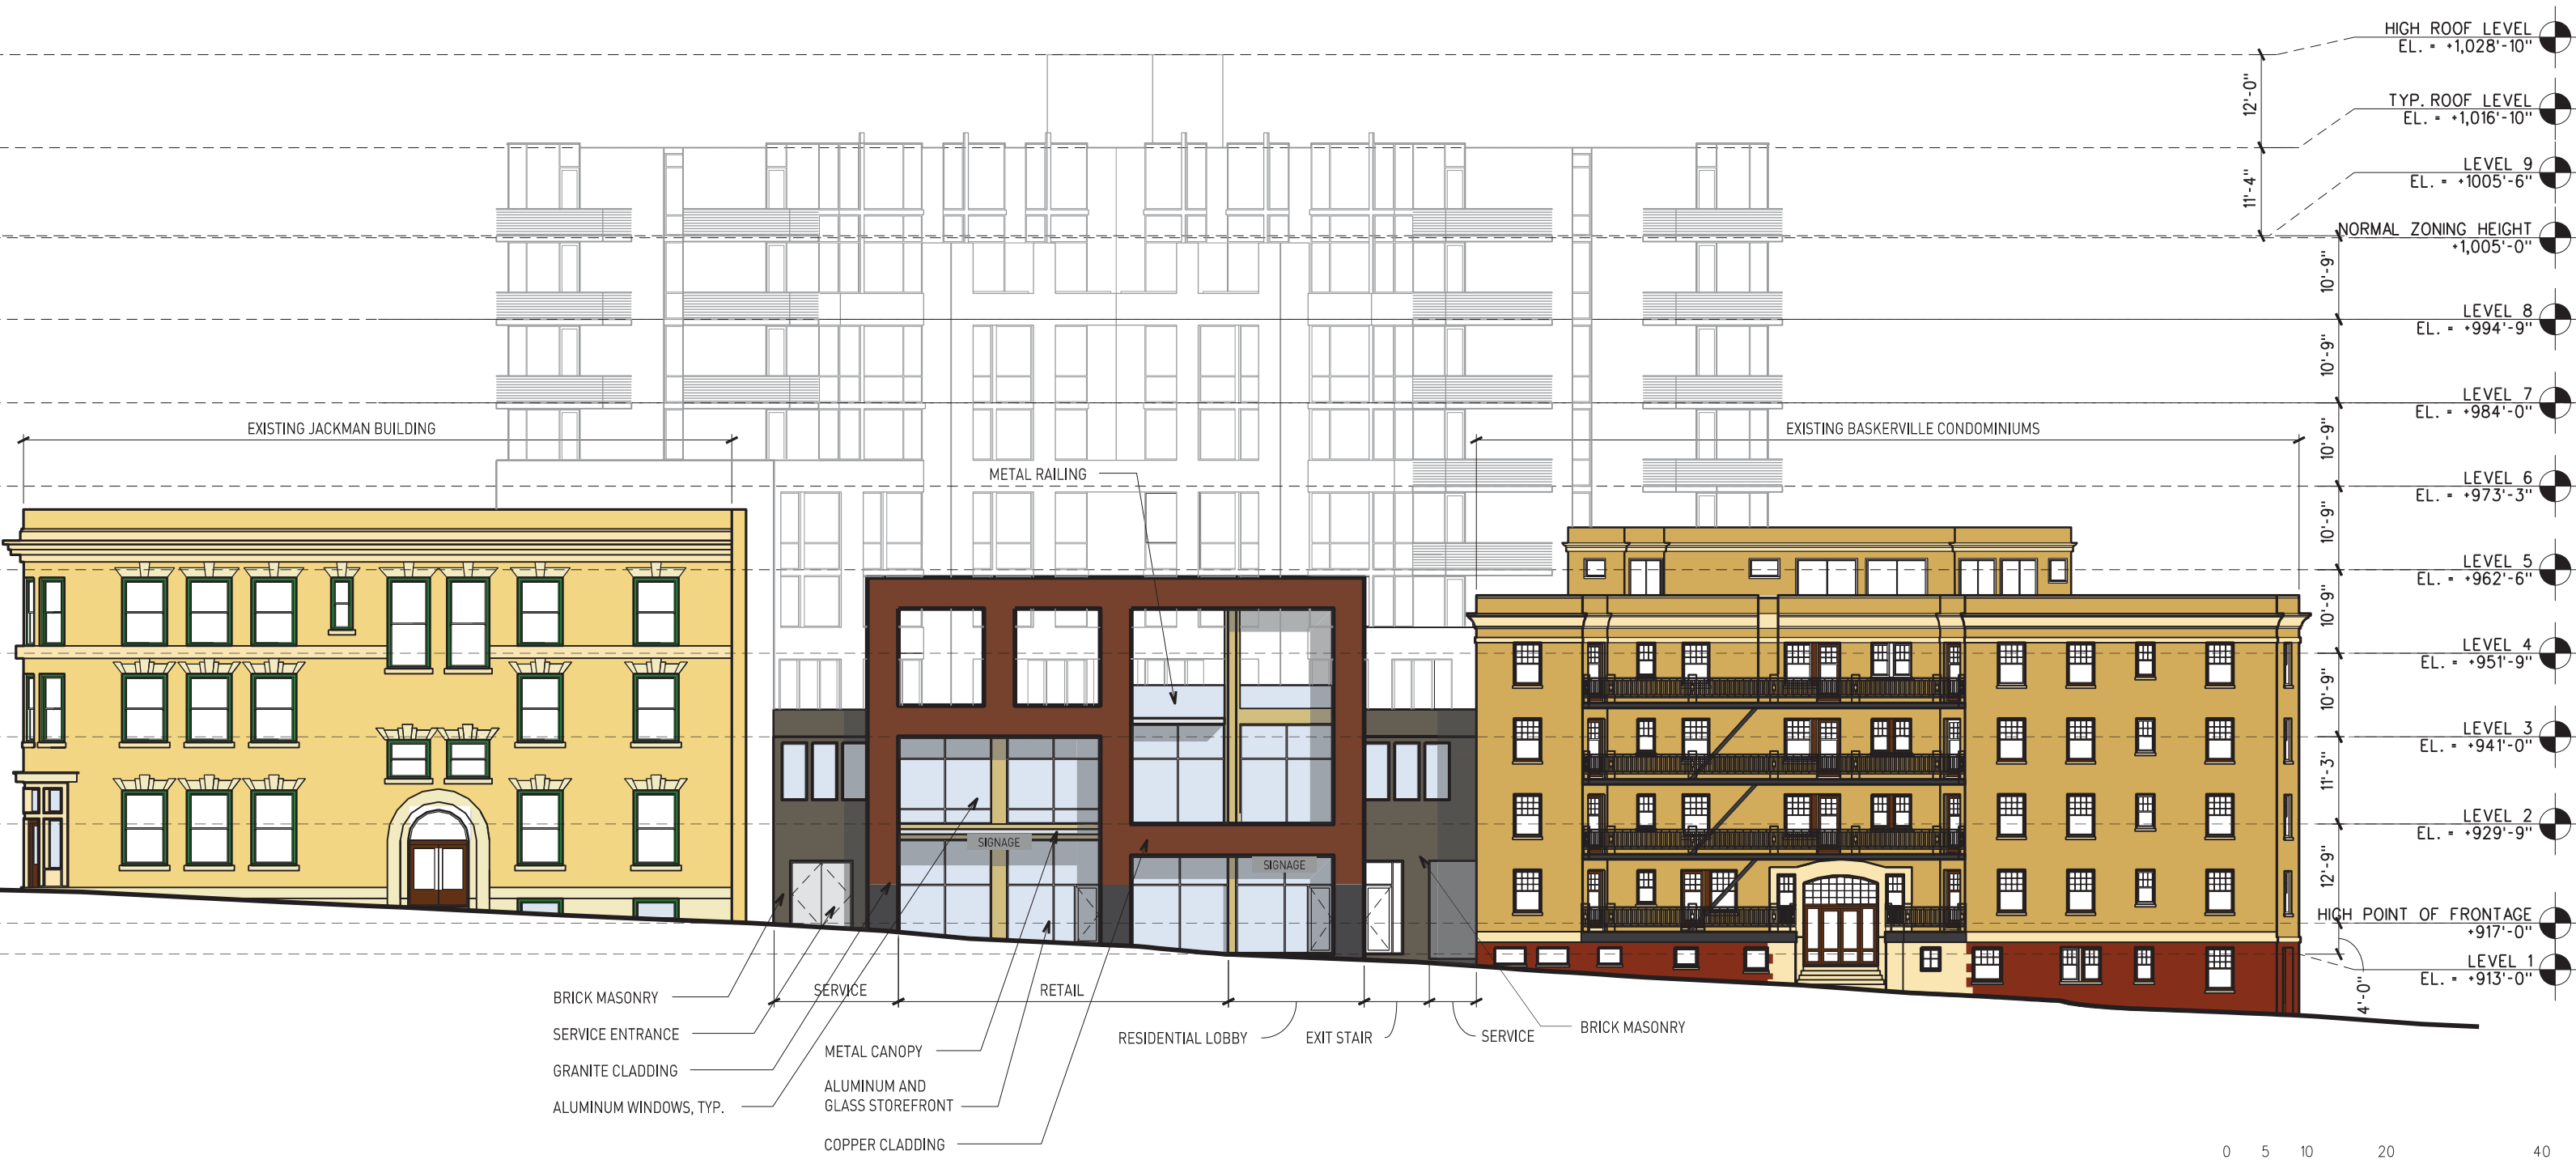 HIGH ROOF LEVEL
EL. = +1,028'-10"
12'-0"
TYP. ROOF LEVEL
EL. = +1,016'-10"
11'-4"
LEVEL 9
EL. = +1005'-6"
NORMAL ZONING HEIGHT
+1,005'-0"
10'-9"
LEVEL 8
EL. = +994'-9"
10'-9"
LEVEL 7
EL. = +984'-0"
10'-9"
LEVEL 6
EL. = +973'-3"
10'-9"
LEVEL 5
EL. = +962'-6"
10'-9"
LEVEL 4
EL. = +951'-9"
10'-9"
LEVEL 3
EL. = +941'-0"
11'-3"
LEVEL 2
EL. = +929'-9"
12'-9"
HIGH POINT OF FRONTAGE
+917'-0"
LEVEL 1
EL. = +913'-0"
4'-0"
EXISTING JACKMAN BUILDING
EXISTING BASKERVILLE CONDOMINIUMS
METAL RAILING
SIGNAGE
SIGNAGE
SERVICE
RETAIL
RESIDENTIAL LOBBY
EXIT STAIR
SERVICE
BRICK MASONRY
BRICK MASONRY
SERVICE ENTRANCE
GRANITE CLADDING
ALUMINUM WINDOWS, TYP.
METAL CANOPY
ALUMINUM AND
GLASS STOREFRONT
COPPER CLADDING
0 5 10 20 40